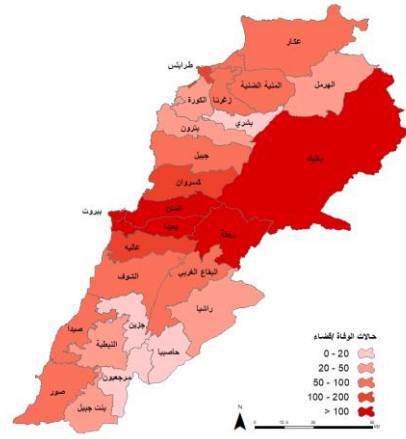 عكار
طرابلس
المنية الضنية
زغرتا
الهرمل
الكورة
بشري
بترون
بعلبك
جبيل
كسروان
المتن
بيروت
بعبدا
زحلة
عاليه
البقاع الغربي
الشوف
راشيا
جزين
صيدا
النبطية
حاصبيا
مرجعيون
صور
بنت جبيل
حالات الوفاة /قضاء
0 - 20
20 - 50
50 - 100
100 - 200
> 100
N